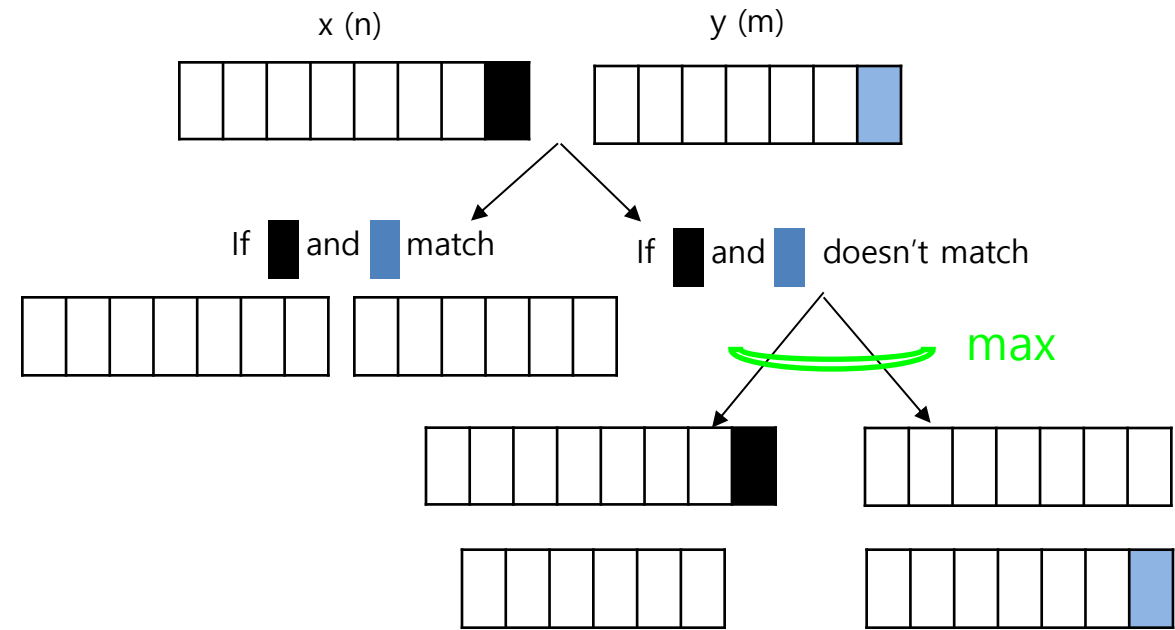 x (n)
y (m)
If and match
If and doesn’t match
max